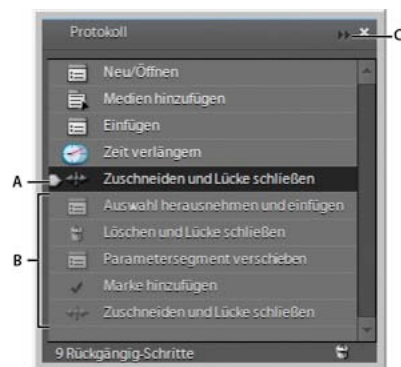 Protokoll
C
Neu/Öffnen
Medien hinzufügen
Einfügen
Zeit verlängern
A
Zuschneiden und Lücke schließen
Auswahl herausnehmen und einfügen
Löschen und Lücke schließen
B
Parametersegment verschieben
Marke hinzufügen
Zuschneiden und Lücke schließen
9 Rückgängig-Schritte